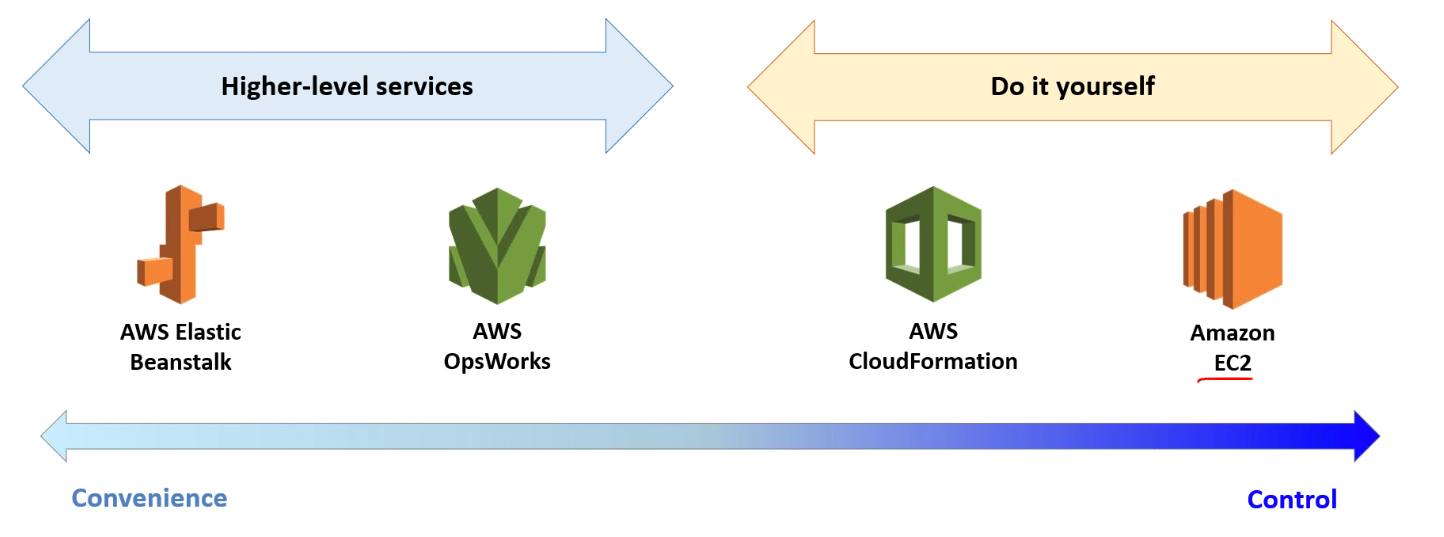 Higher-level services
Do it yourself
AWS Elastic
Beanstalk
AWS
OpsWorks
AWS
CloudFormation
Amazon
EC2
Convenience
Control